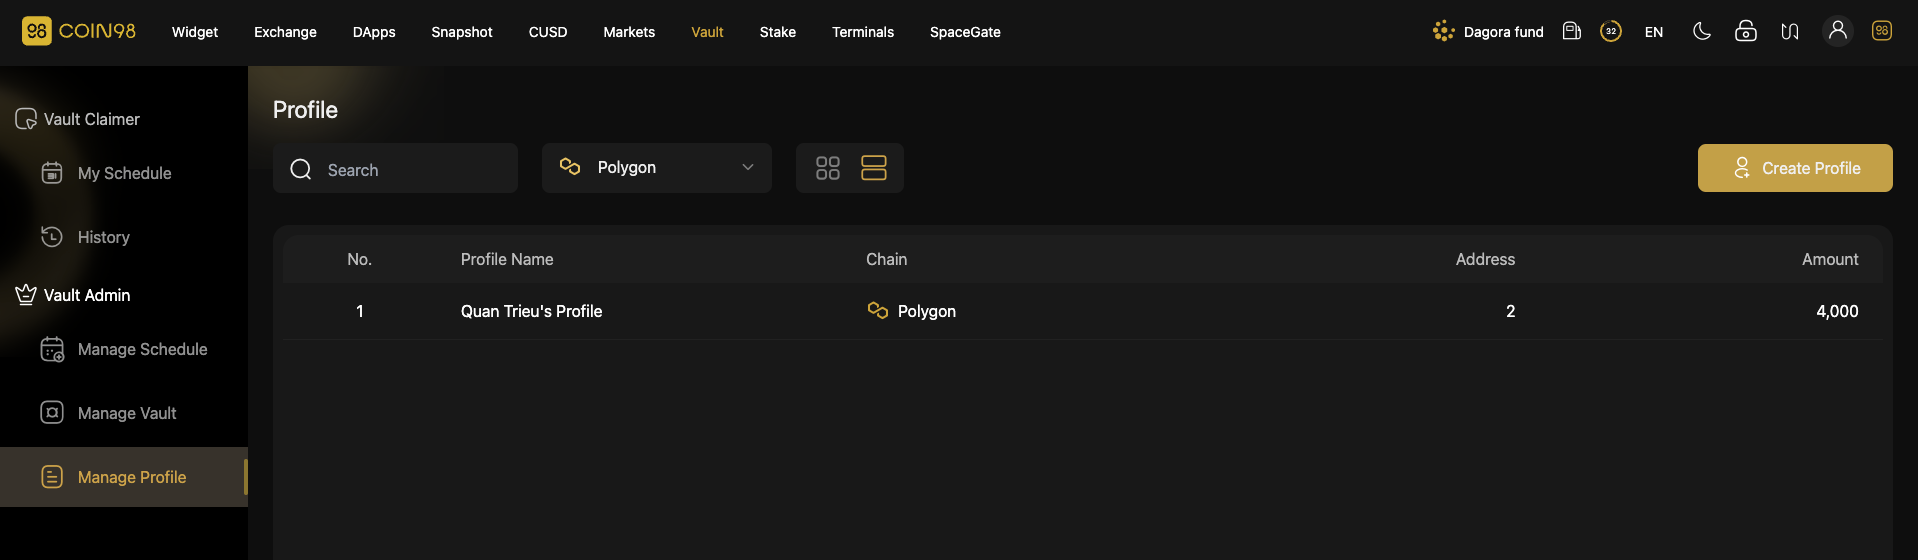 98 COIN98 Widget Exchange DApps Snapshot CUSD Markets Vault Stake Terminals SpaceGate Dagora fund 32 EN 98
Vault Claimer
My Schedule
History
Vault Admin
Manage Schedule
Manage Vault
Manage Profile
Profile
Search Polygon Create Profile
No. Profile Name Chain Address Amount
1 Quan Trieu's Profile Polygon 2 4,000